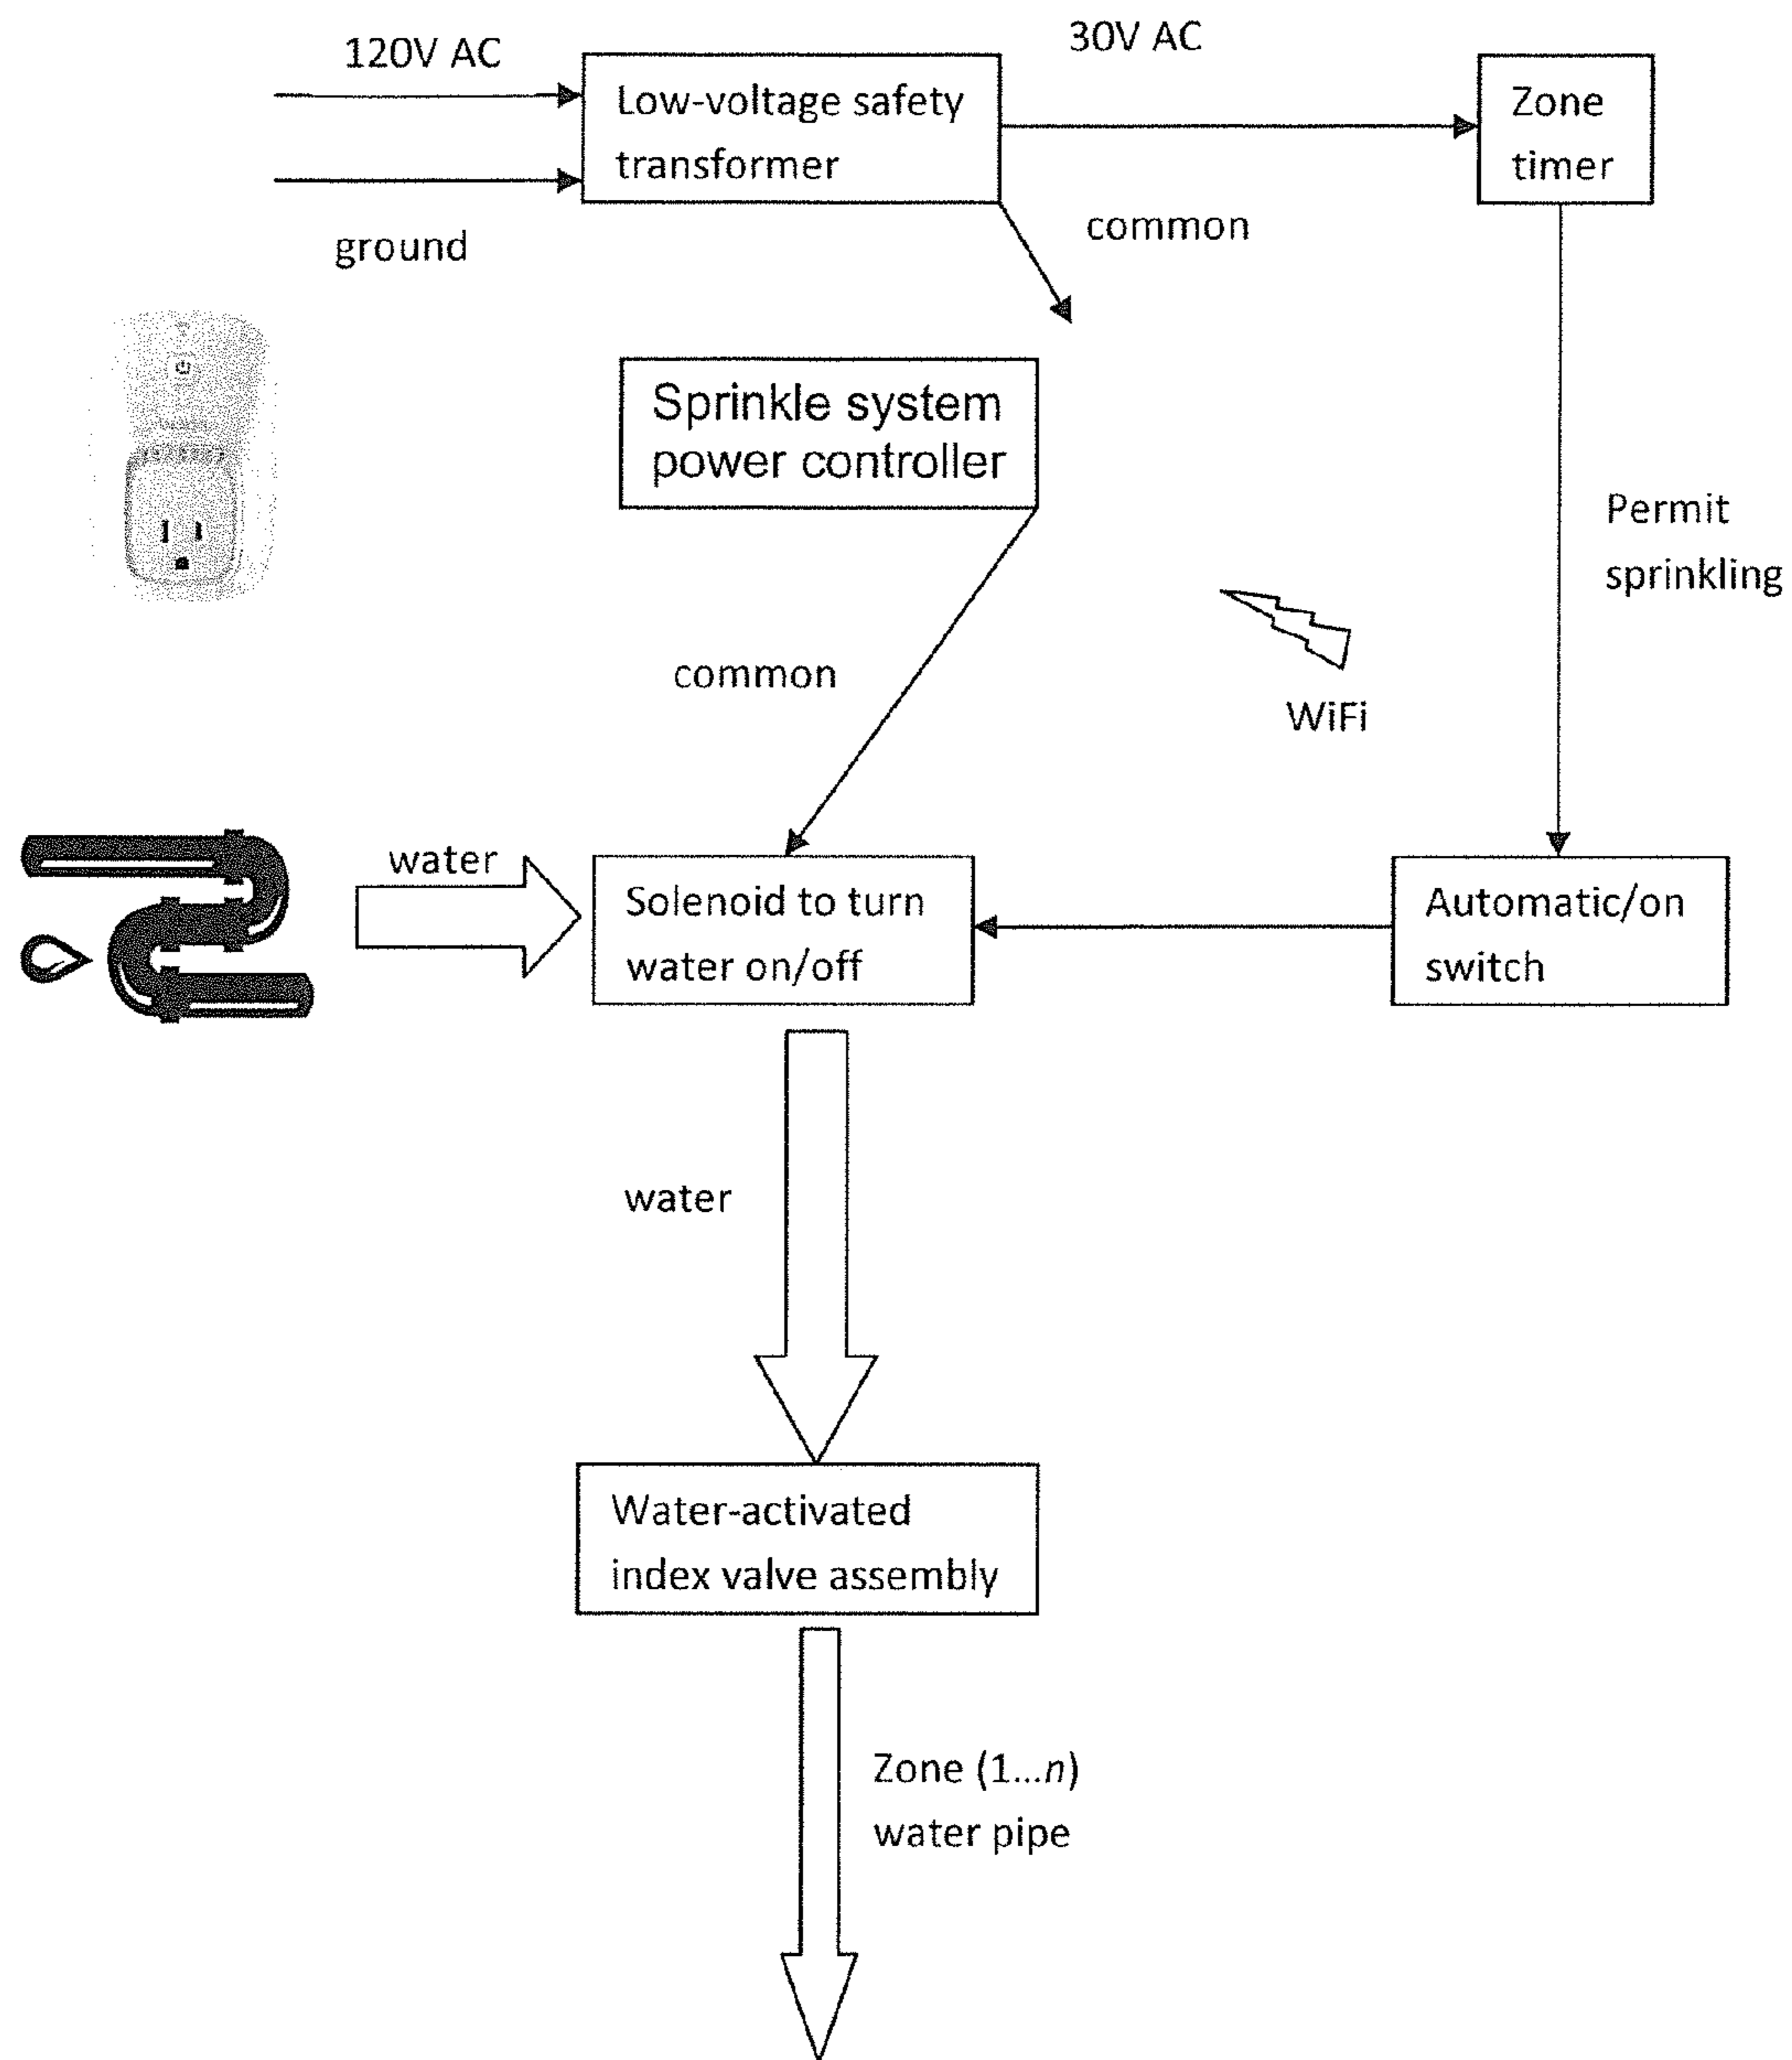 120V AC
30V AC
Low-voltage safety
transformer
Zone
timer
ground
common
Sprinkle system
power controller
Permit
sprinkling
common
WiFi
water
Solenoid to turn
water on/off
Automatic/on
switch
water
Water-activated
index valve assembly
Zone (1...n)
water pipe